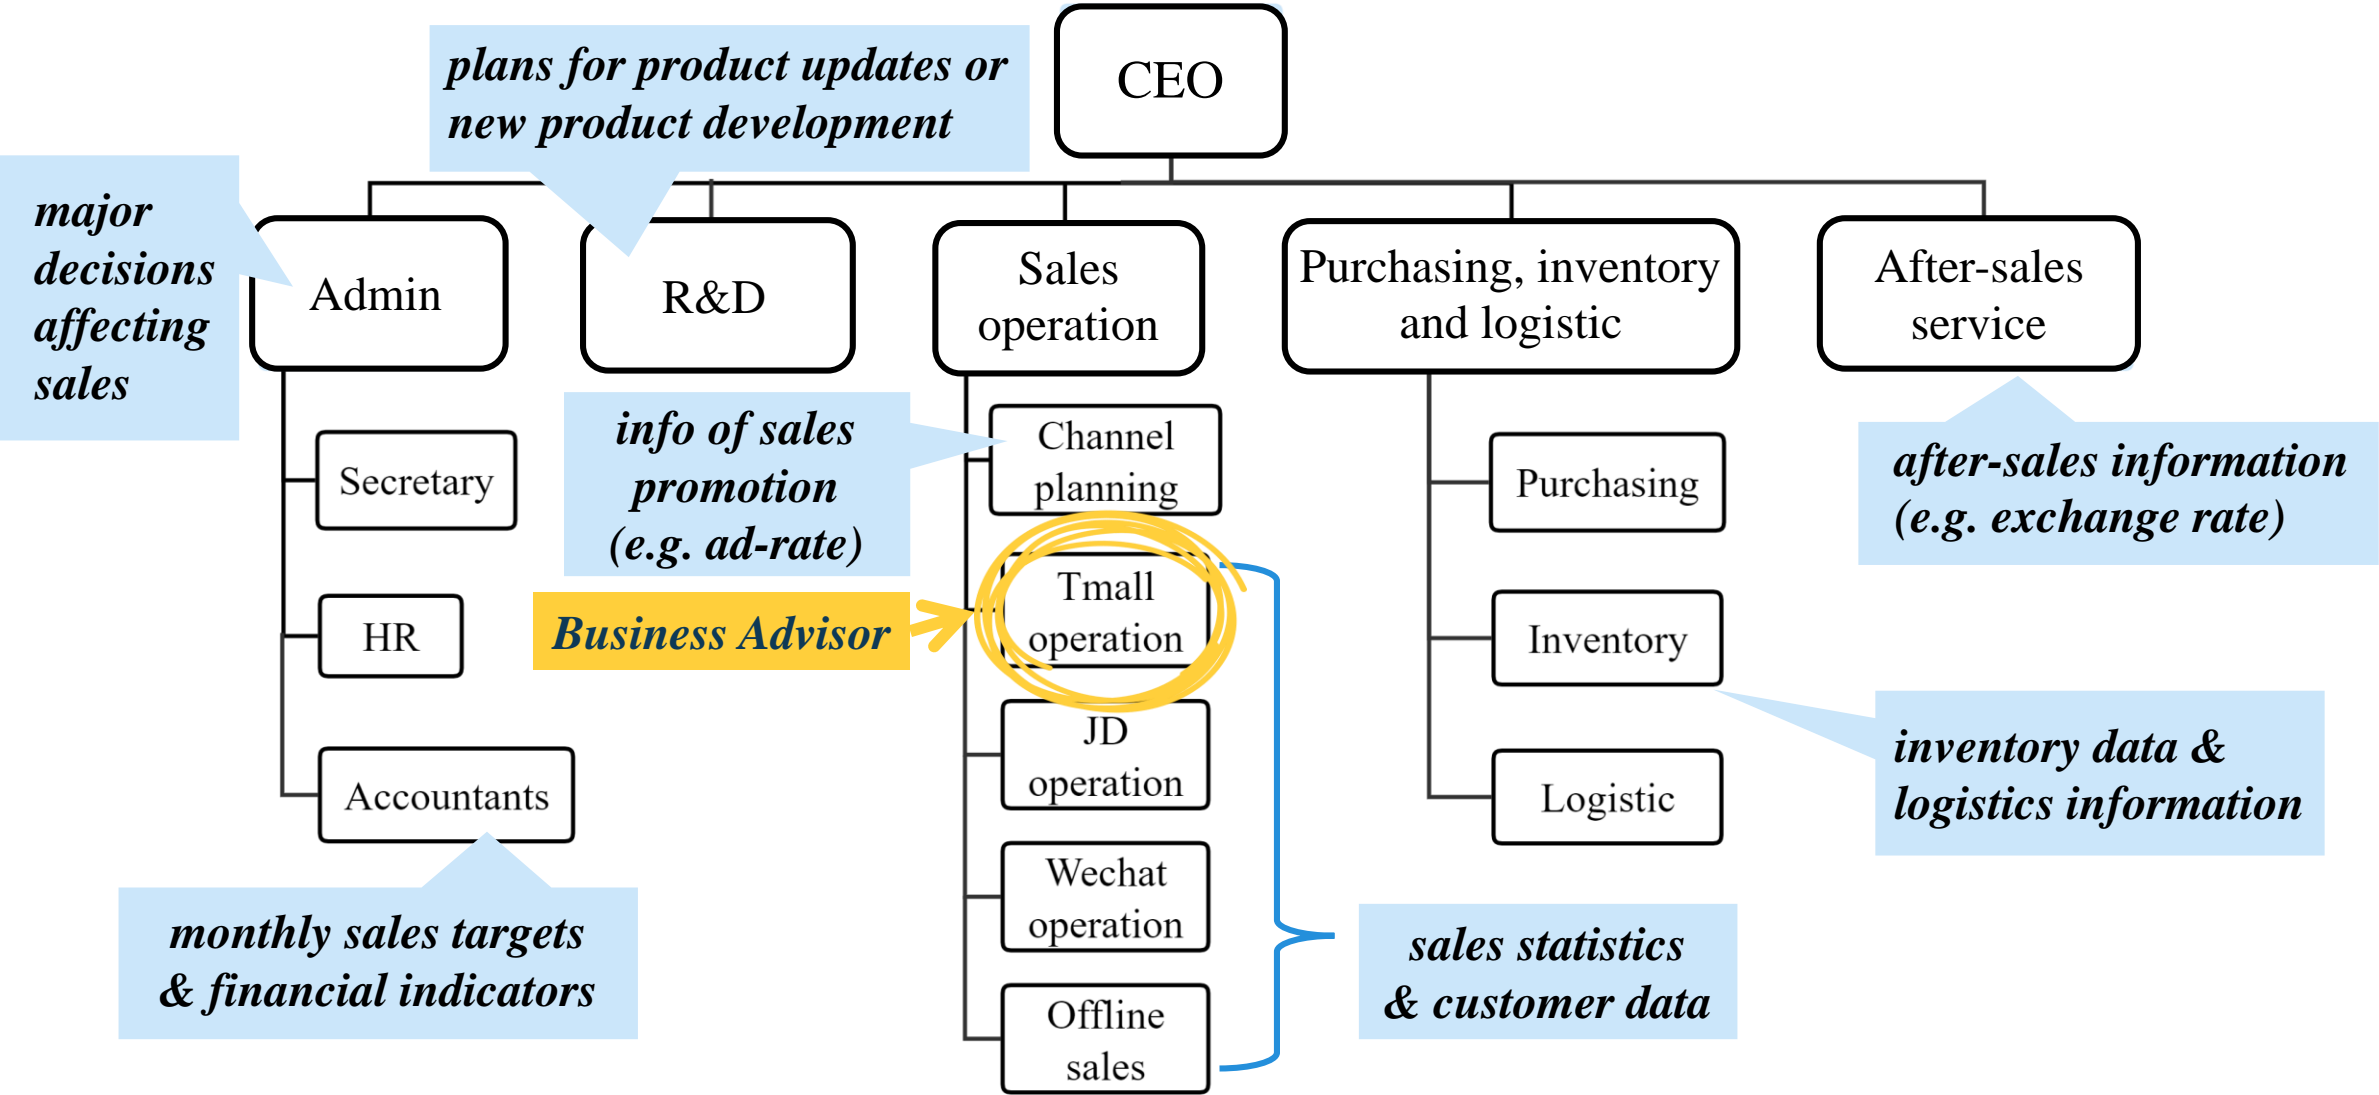 CEO
plans for product updates or
new product development
major
decisions
affecting
sales
Admin
R&D
Sales
operation
Purchasing, inventory
and logistic
After-sales
service
Secretary
HR
Accountants
monthly sales targets
& financial indicators
info of sales
promotion
(e.g. ad-rate)
Business Advisor
Channel
planning
Tmall
operation
JD
operation
Wechat
operation
Offline
sales
sales statistics
& customer data
Purchasing
Inventory
Logistic
after-sales information
(e.g. exchange rate)
inventory data &
logistics information